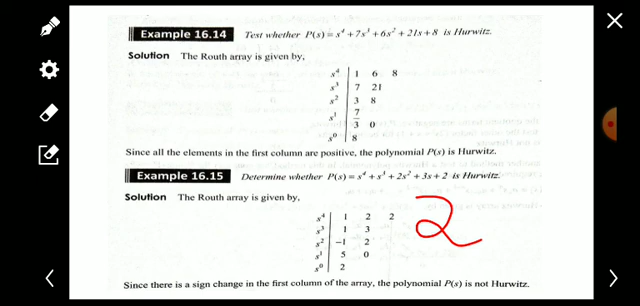 Example 16.14 Test whether P(s) = s⁴ + 7s³ + 6s² + 21s + 8 is Hurwitz.
Solution The Routh array is given by,
s⁴ | 1 6 8
s³ | 7 21
s² | 3 8
s¹ | 7/3 0
s⁰ | 8
Since all the elements in the first column are positive, the polynomial P(s) is Hurwitz.
Example 16.15 Determine whether P(s) = s⁴ + s³ + 2s² + 3s + 2 is Hurwitz.
Solution The Routh array is given by,
s⁴ | 1 2 2
s³ | 1 3
s² | −1 2
s¹ | 5 0
s⁰ | 2
2
Since there is a sign change in the first column of the array, the polynomial P(s) is not Hurwitz.